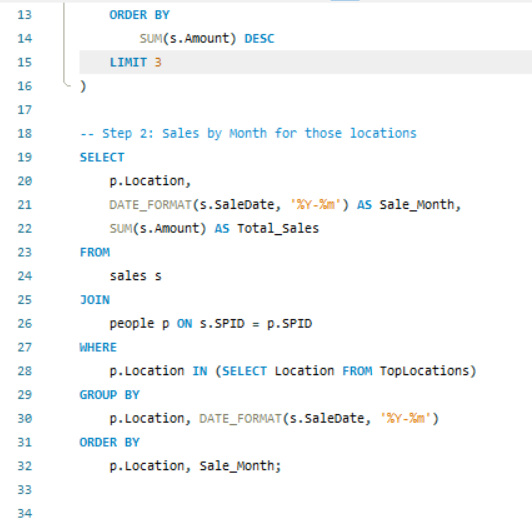 13 ORDER BY
14 SUM(s.Amount) DESC
15 LIMIT 3
16 )
17
18 -- Step 2: Sales by Month for those locations
19 SELECT
20 p.Location,
21 DATE_FORMAT(s.SaleDate, '%Y-%m') AS Sale_Month,
22 SUM(s.Amount) AS Total_Sales
23 FROM
24 sales s
25 JOIN
26 people p ON s.SPID = p.SPID
27 WHERE
28 p.Location IN (SELECT Location FROM TopLocations)
29 GROUP BY
30 p.Location, DATE_FORMAT(s.SaleDate, '%Y-%m')
31 ORDER BY
32 p.Location, Sale_Month;
33
34